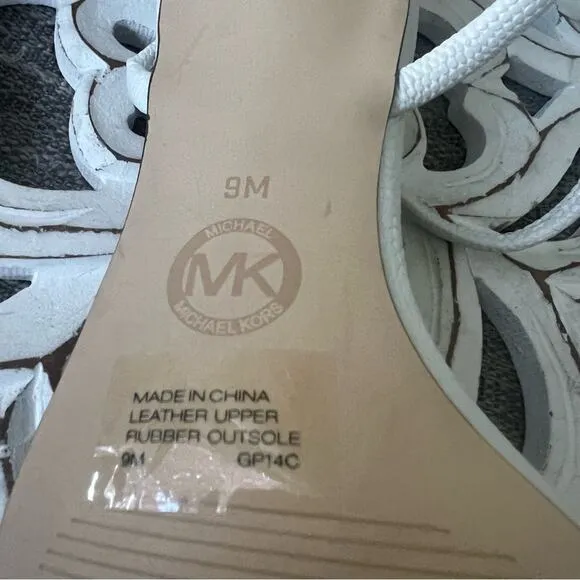 9M
MICHAEL
MK
MICHAEL KORS
MADE IN CHINA
LEATHER UPPER
RUBBER OUTSOLE
9M GP14C